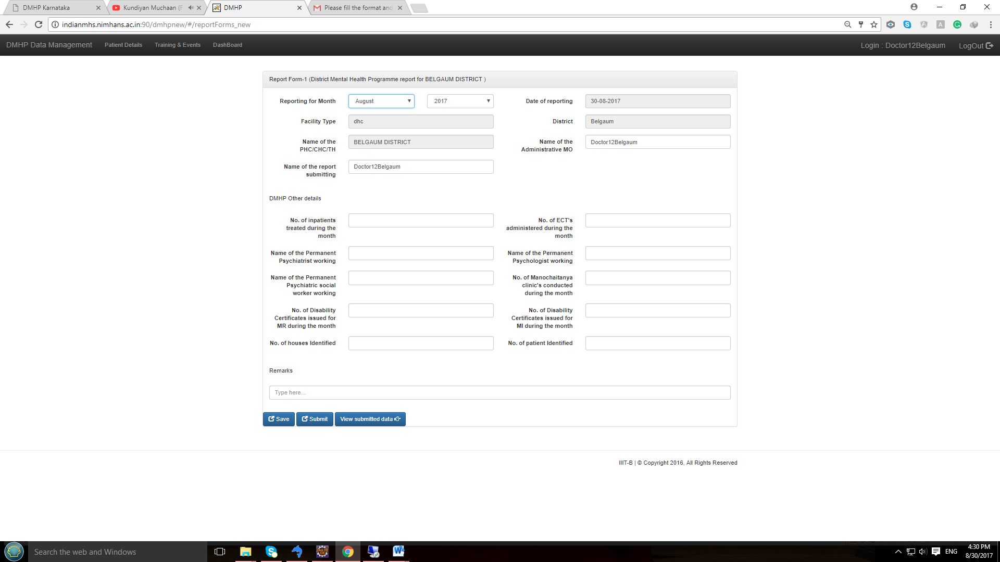 DMHP Karnataka
Kundiyan Muchaan (F
DMHP
Please fill the format and
indianmhs.nimhans.ac.in:90/dmhpnew/#/reportForms_new
DMHP Data Management Patient Details Training & Events DashBoard Login : Doctor12Belgaum LogOut
Report Form-1 (District Mental Health Programme report for BELGAUM DISTRICT )
Reporting for Month August 2017 Date of reporting 30-08-2017
Facility Type dhc District Belgaum
Name of the PHC/CHC/TH BELGAUM DISTRICT Name of the Administrative MO Doctor12Belgaum
Name of the report submitting Doctor12Belgaum
DMHP Other details
No. of inpatients treated during the month No. of ECT's administered during the month
Name of the Permanent Psychiatrist working Name of the Permanent Psychologist working
Name of the Permanent Psychiatric social worker working No. of Manochaitanya clinic's conducted during the month
No. of Disability Certificates issued for MR during the month No. of Disability Certificates issued for MI during the month
No. of houses Identified No. of patient Identified
Remarks
Type here...
Save Submit View submitted data
IIIT-B | © Copyright 2016, All Rights Reserved
Search the web and Windows
ENG
4:30 PM
8/30/2017